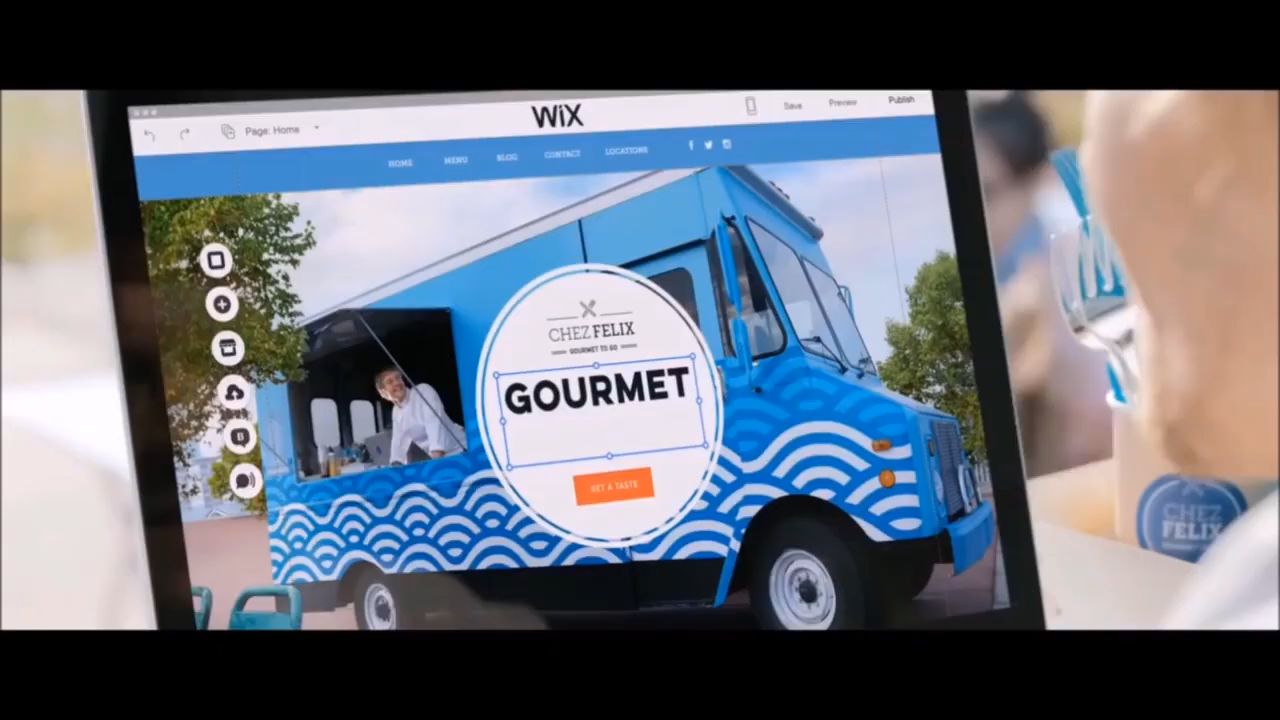 WiX
Page: Home
Save
Preview
Publish
HOME
MENU
BLOG
CONTACT
LOCATIONS
CHEZ FELIX
GOURMET TO GO
GOURMET
GET A TASTE
CHEZ
FELIX